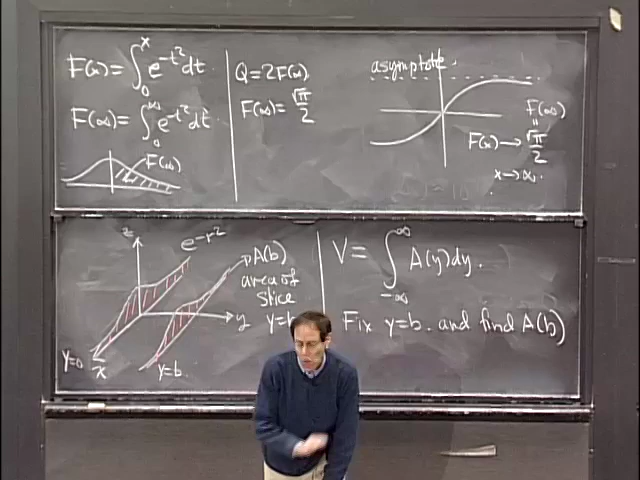 F(x) = ∫₀ˣ e^{-t²} dt
F(∞) = ∫₀^∞ e^{-t²} dt
F(∞)
Q = 2F(∞)
F(∞) = √π/2
asymptote
F(∞)
=
F(x) → √π/2
x → ∞.
z
e^{-r²}
A(b)
area of
slice
y = b
y
y=0
x
y=b
V = ∫_{-∞}^{∞} A(y) dy.
Fix y=b. and find A(b)